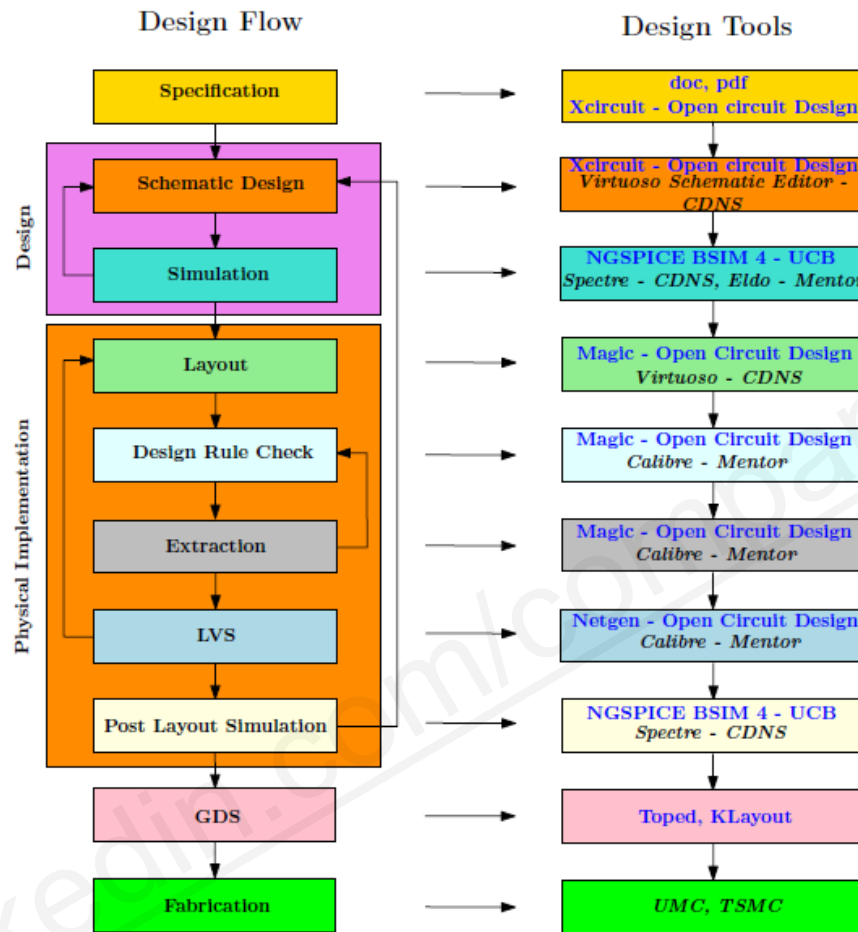 Design Flow
Design Tools
Specification
doc, pdf
Xcircuit - Open circuit Design
Design
Schematic Design
Xcircuit - Open circuit Design
Virtuoso Schematic Editor -
CDNS
Simulation
NGSPICE BSIM 4 - UCB
Spectre - CDNS, Eldo - Mentor
Physical Implementation
Layout
Magic - Open Circuit Design
Virtuoso - CDNS
Design Rule Check
Magic - Open Circuit Design
Calibre - Mentor
Extraction
Magic - Open Circuit Design
Calibre - Mentor
LVS
Netgen - Open Circuit Design
Calibre - Mentor
Post Layout Simulation
NGSPICE BSIM 4 - UCB
Spectre - CDNS
GDS
Toped, KLayout
Fabrication
UMC, TSMC
kedin.com/compan